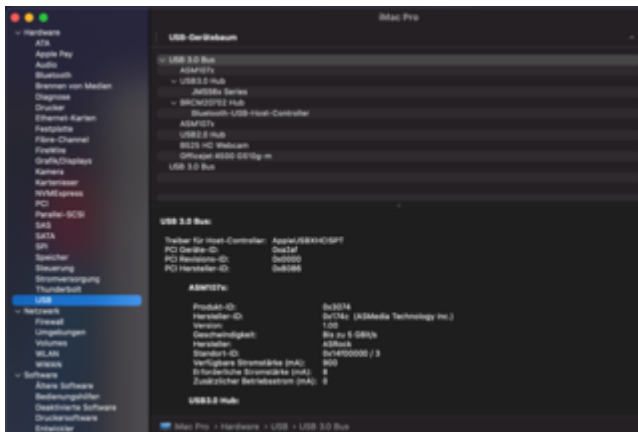 iMac Pro
Hardware
ATA
Apple Pay
Audio
Bluetooth
Brennen von Medien
Diagnose
Drucker
Ethernet-Karten
Festplatte
Fibre-Channel
FireWire
Grafik/Displays
Kamera
Kartenleser
NVMExpress
PCI
Parallel-SCSI
SAS
SATA
SPI
Speicher
Steuerung
Stromversorgung
Thunderbolt
USB
Netzwerk
Firewall
Umgebungen
Volumes
WLAN
WWAN
Software
Ältere Software
Bedienungshilfen
Deaktivierte Software
Druckersoftware
Entwickler
USB-Gerätebaum
USB 3.0 Bus
ASM107x
USB3.0 Hub
JMS56x Series
BRCM20702 Hub
Bluetooth-USB-Host-Controller
ASM107x
USB2.0 Hub
B525 HD Webcam
Officejet 4500 G510g-m
USB 3.0 Bus
USB 3.0 Bus:
Treiber für Host-Controller: AppleUSBXHCISPT
PCI Geräte-ID: 0xa2af
PCI Revisions-ID: 0x0000
PCI Hersteller-ID: 0x8086
ASM107x:
Produkt-ID: 0x3074
Hersteller-ID: 0x174c (ASMedia Technology Inc.)
Version: 1.00
Geschwindigkeit: Bis zu 5 GBit/s
Hersteller: ASRock
Standort-ID: 0x14f00000 / 3
Verfügbare Stromstärke (mA): 900
Erforderliche Stromstärke (mA): 8
Zusätzlicher Betriebsstrom (mA): 0
USB3.0 Hub:
iMac Pro › Hardware › USB › USB 3.0 Bus